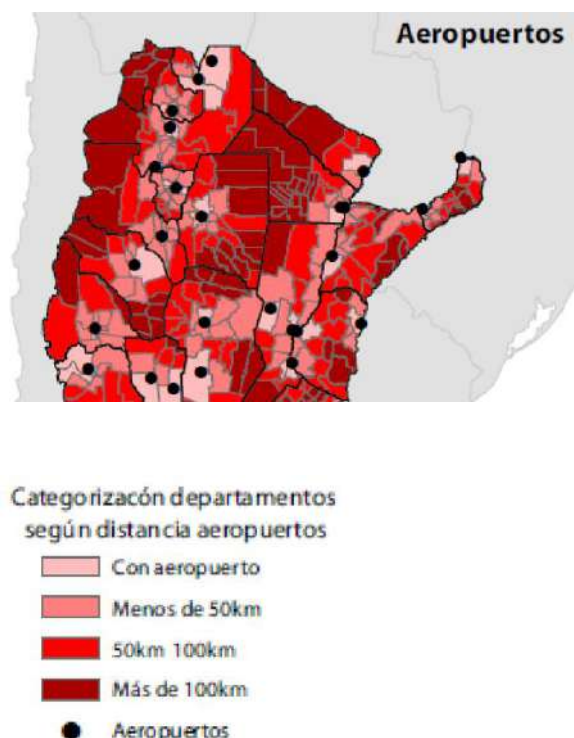 Aeropuertos
Categorizacón departamentos
según distancia aeropuertos
Con aeropuerto
Menos de 50km
50km 100km
Más de 100km
Aeropuertos